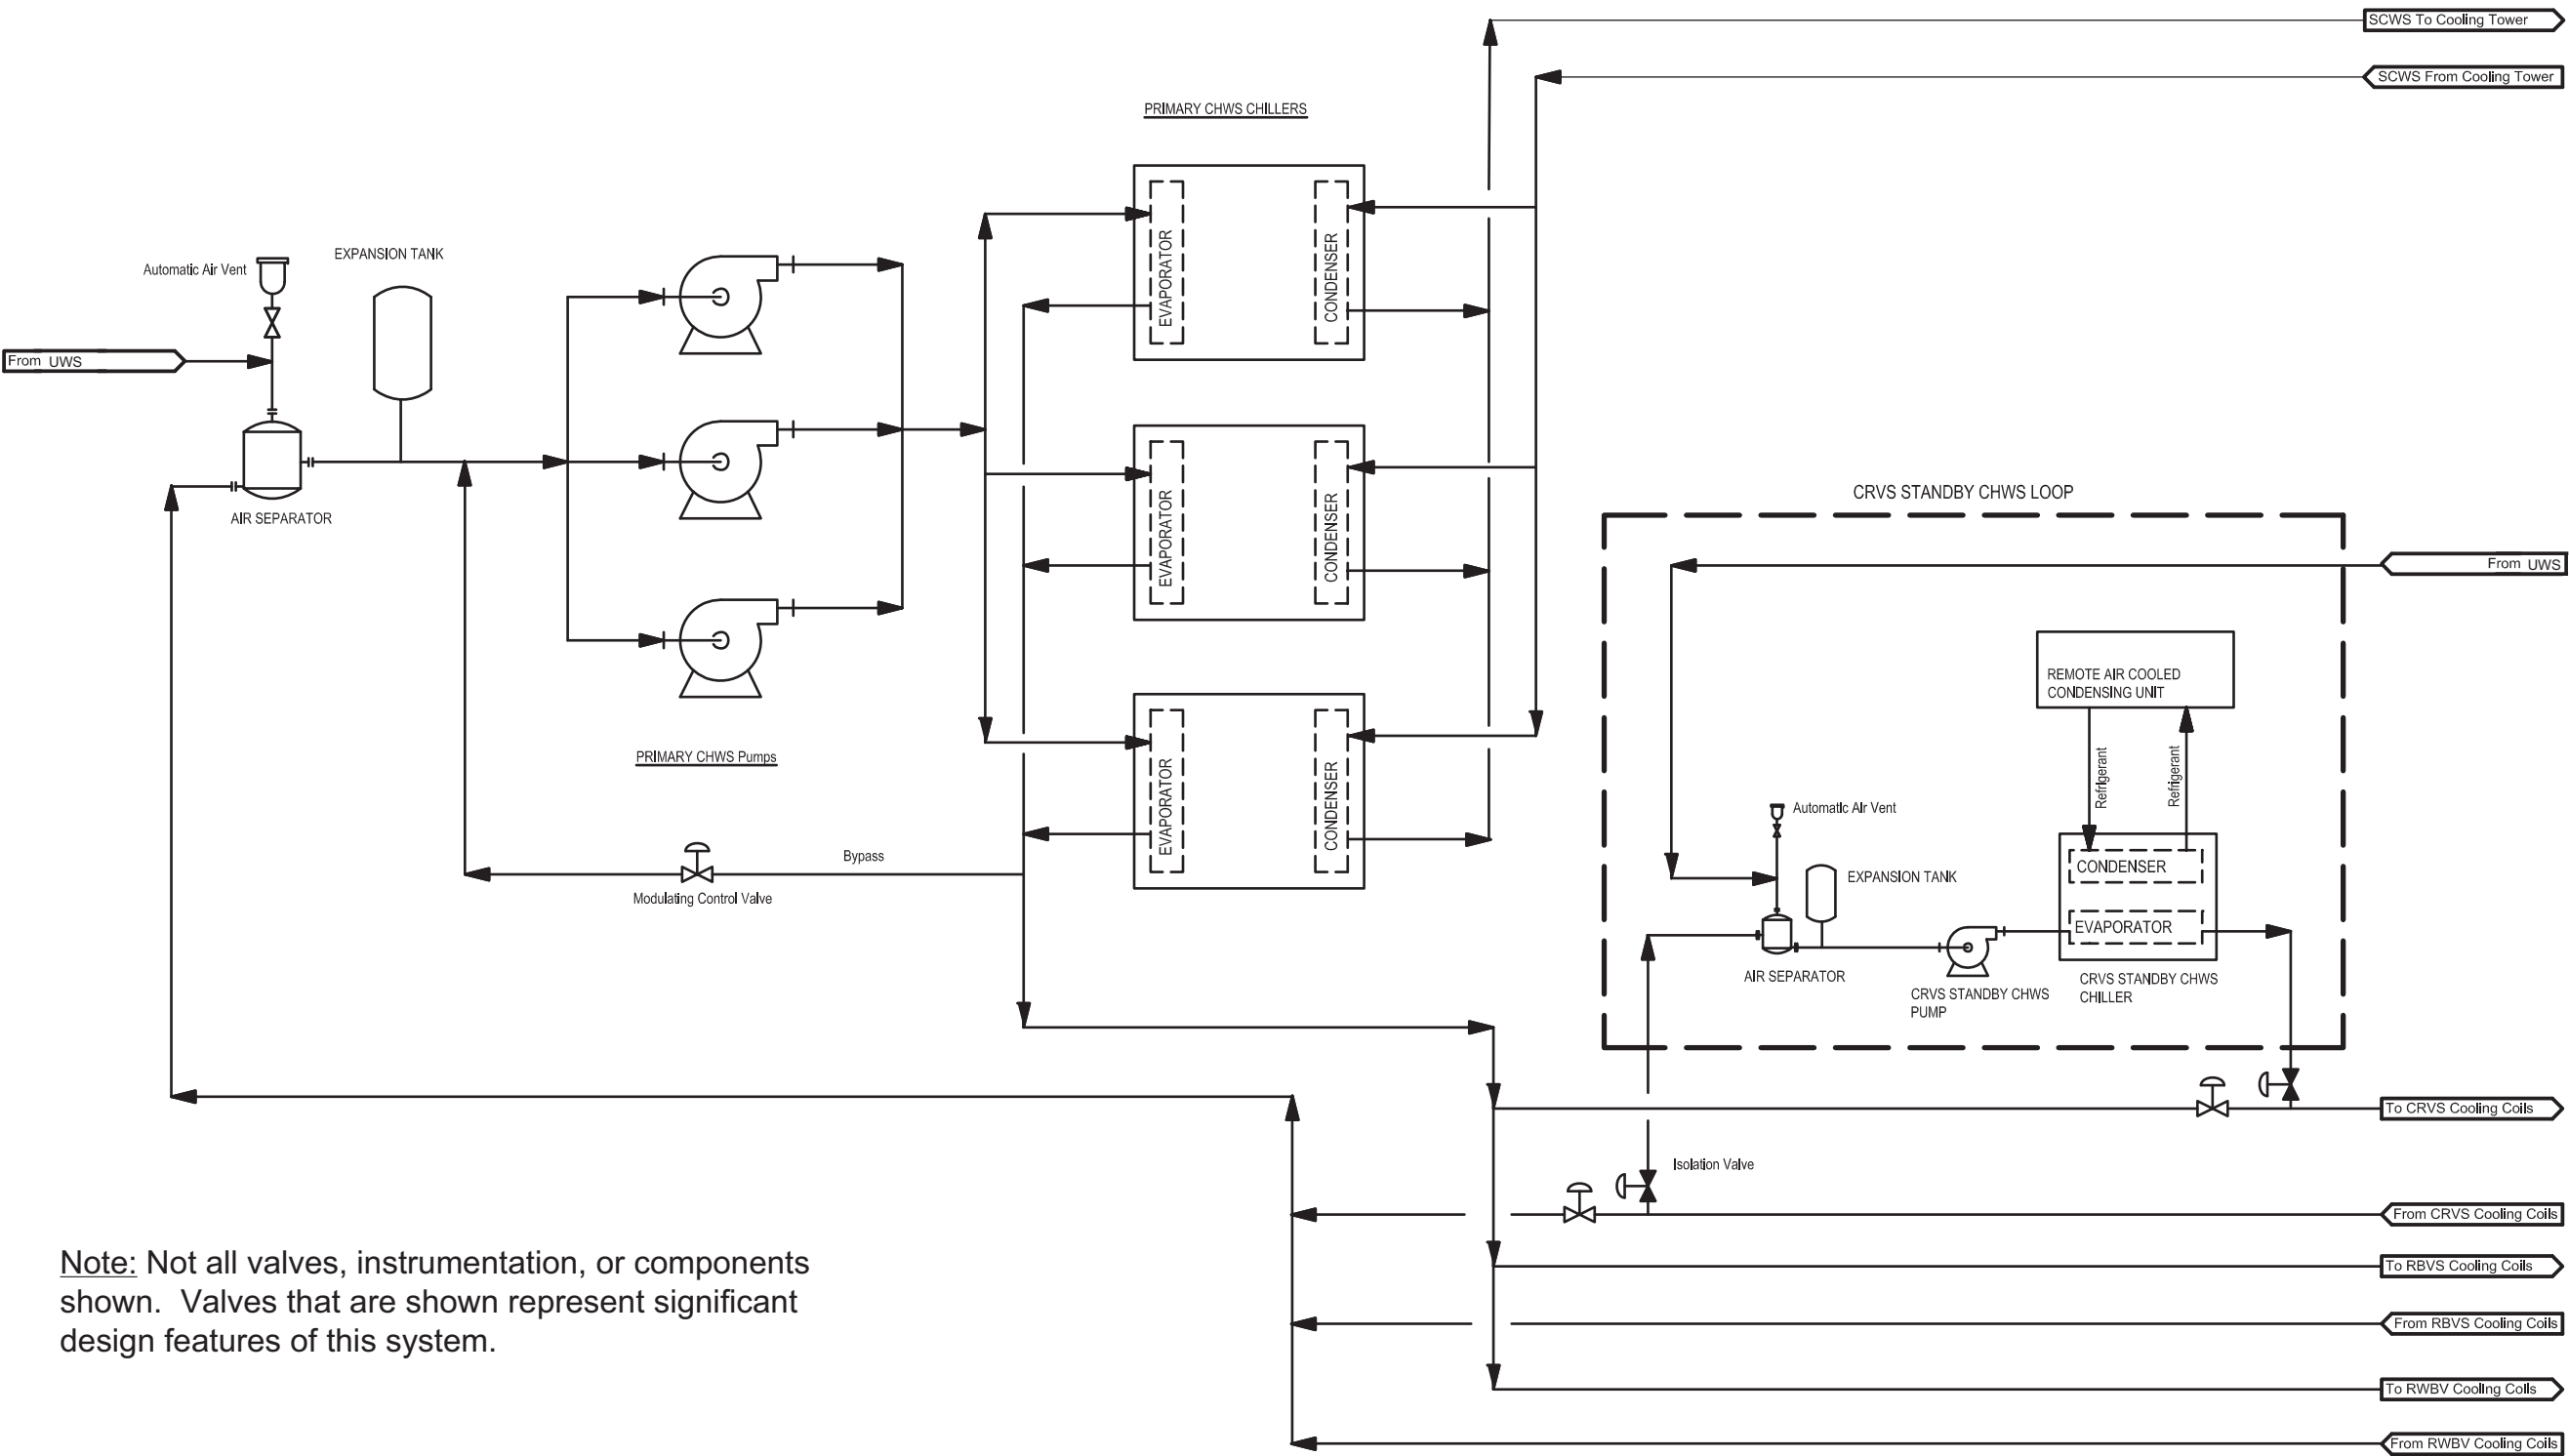 SCWS To Cooling Tower
SCWS From Cooling Tower
PRIMARY CHWS CHILLERS
EXPANSION TANK
Automatic Air Vent
From UWS
AIR SEPARATOR
EVAPORATOR
CONDENSER
EVAPORATOR
CONDENSER
EVAPORATOR
CONDENSER
PRIMARY CHWS Pumps
Bypass
Modulating Control Valve
CRVS STANDBY CHWS LOOP
From UWS
REMOTE AIR COOLED
CONDENSING UNIT
Refrigerant
Refrigerant
Automatic Air Vent
EXPANSION TANK
CONDENSER
EVAPORATOR
AIR SEPARATOR
CRVS STANDBY CHWS
PUMP
CRVS STANDBY CHWS
CHILLER
To CRVS Cooling Coils
Isolation Valve
From CRVS Cooling Coils
To RBVS Cooling Coils
From RBVS Cooling Coils
To RWBV Cooling Coils
From RWBV Cooling Coils
Note: Not all valves, instrumentation, or components
shown. Valves that are shown represent significant
design features of this system.